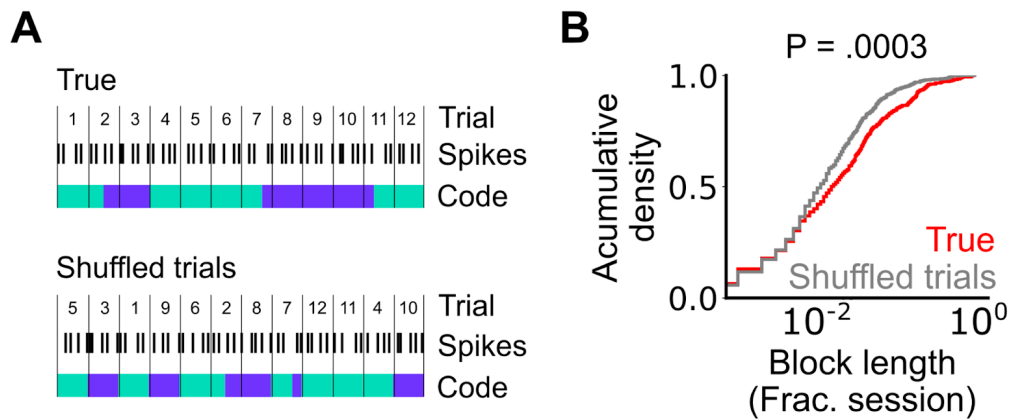 A
True
1 2 3 4 5 6 7 8 9 10 11 12 Trial
Spikes
Code
Shuffled trials
5 3 1 9 6 2 8 7 12 11 4 10 Trial
Spikes
Code
B
P = .0003
Acumulative
density
1.0
0.5
0.0
True
Shuffled trials
10⁻² 10⁰
Block length
(Frac. session)